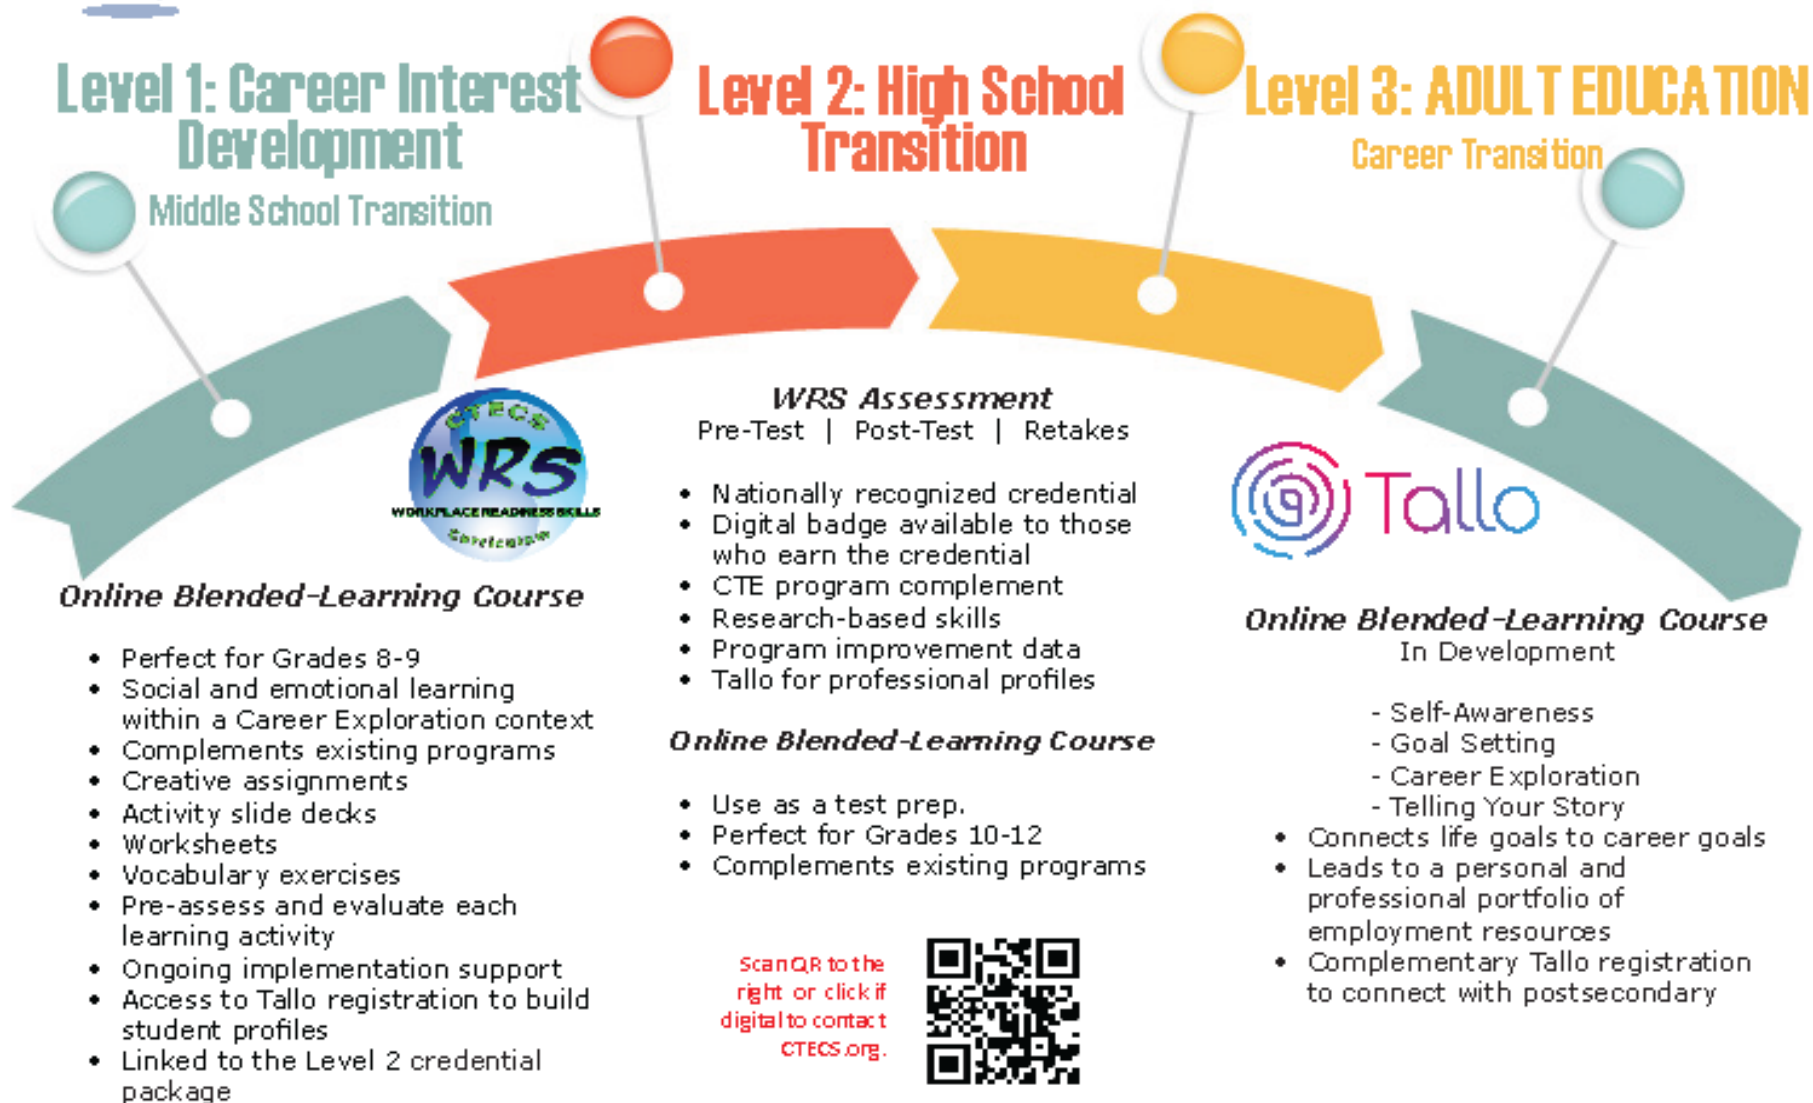 Level 1: Career Interest
Development
Middle School Transition
CTECS
WRS
WORKPLACE READINESS SKILLS
Curriculum
Online Blended-Learning Course
• Perfect for Grades 8-9
• Social and emotional learning
within a Career Exploration context
• Complements existing programs
• Creative assignments
• Activity slide decks
• Worksheets
• Vocabulary exercises
• Pre-assess and evaluate each
learning activity
• Ongoing implementation support
• Access to Tallo registration to build
student profiles
• Linked to the Level 2 credential
package
Level 2: High School
Transition
WRS Assessment
Pre-Test | Post-Test | Retakes
• Nationally recognized credential
• Digital badge available to those
who earn the credential
• CTE program complement
• Research-based skills
• Program improvement data
• Tallo for professional profiles
Online Blended-Learning Course
• Use as a test prep.
• Perfect for Grades 10-12
• Complements existing programs
Scan QR to the
right or click if
digital to contact
CTECS.org.
Level 3: ADULT EDUCATION
Career Transition
Tallo
Online Blended-Learning Course
In Development
- Self-Awareness
- Goal Setting
- Career Exploration
- Telling Your Story
• Connects life goals to career goals
• Leads to a personal and
professional portfolio of
employment resources
• Complementary Tallo registration
to connect with postsecondary